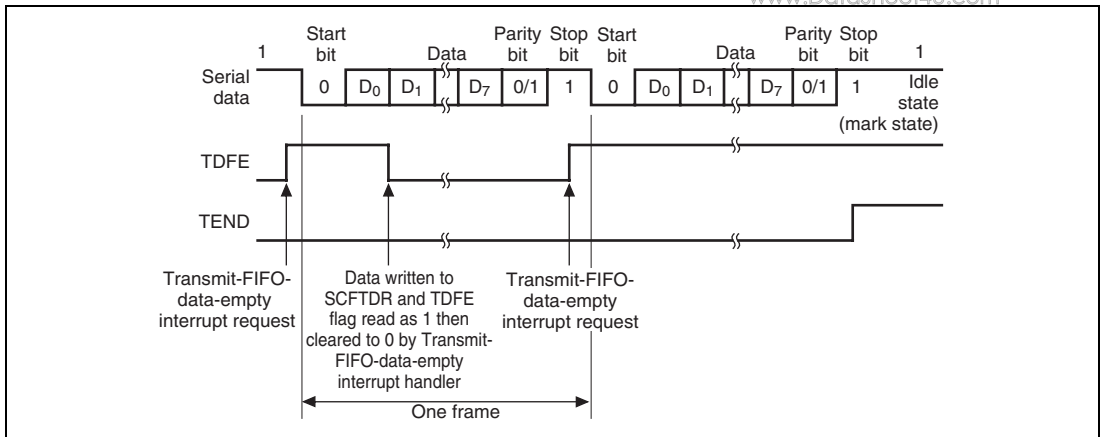 www.DataSheet4U.com
Start bit
Data
Parity bit
Stop bit
Start bit
Data
Parity bit
Stop bit
1
1
Serial data
0
D0
D1
D7
0/1
1
0
D0
D1
D7
0/1
1
Idle state (mark state)
TDFE
TEND
Transmit-FIFO-
data-empty
interrupt request
Data written to
SCFTDR and TDFE
flag read as 1 then
cleared to 0 by Transmit-
FIFO-data-empty
interrupt handler
Transmit-FIFO-
data-empty
interrupt request
One frame